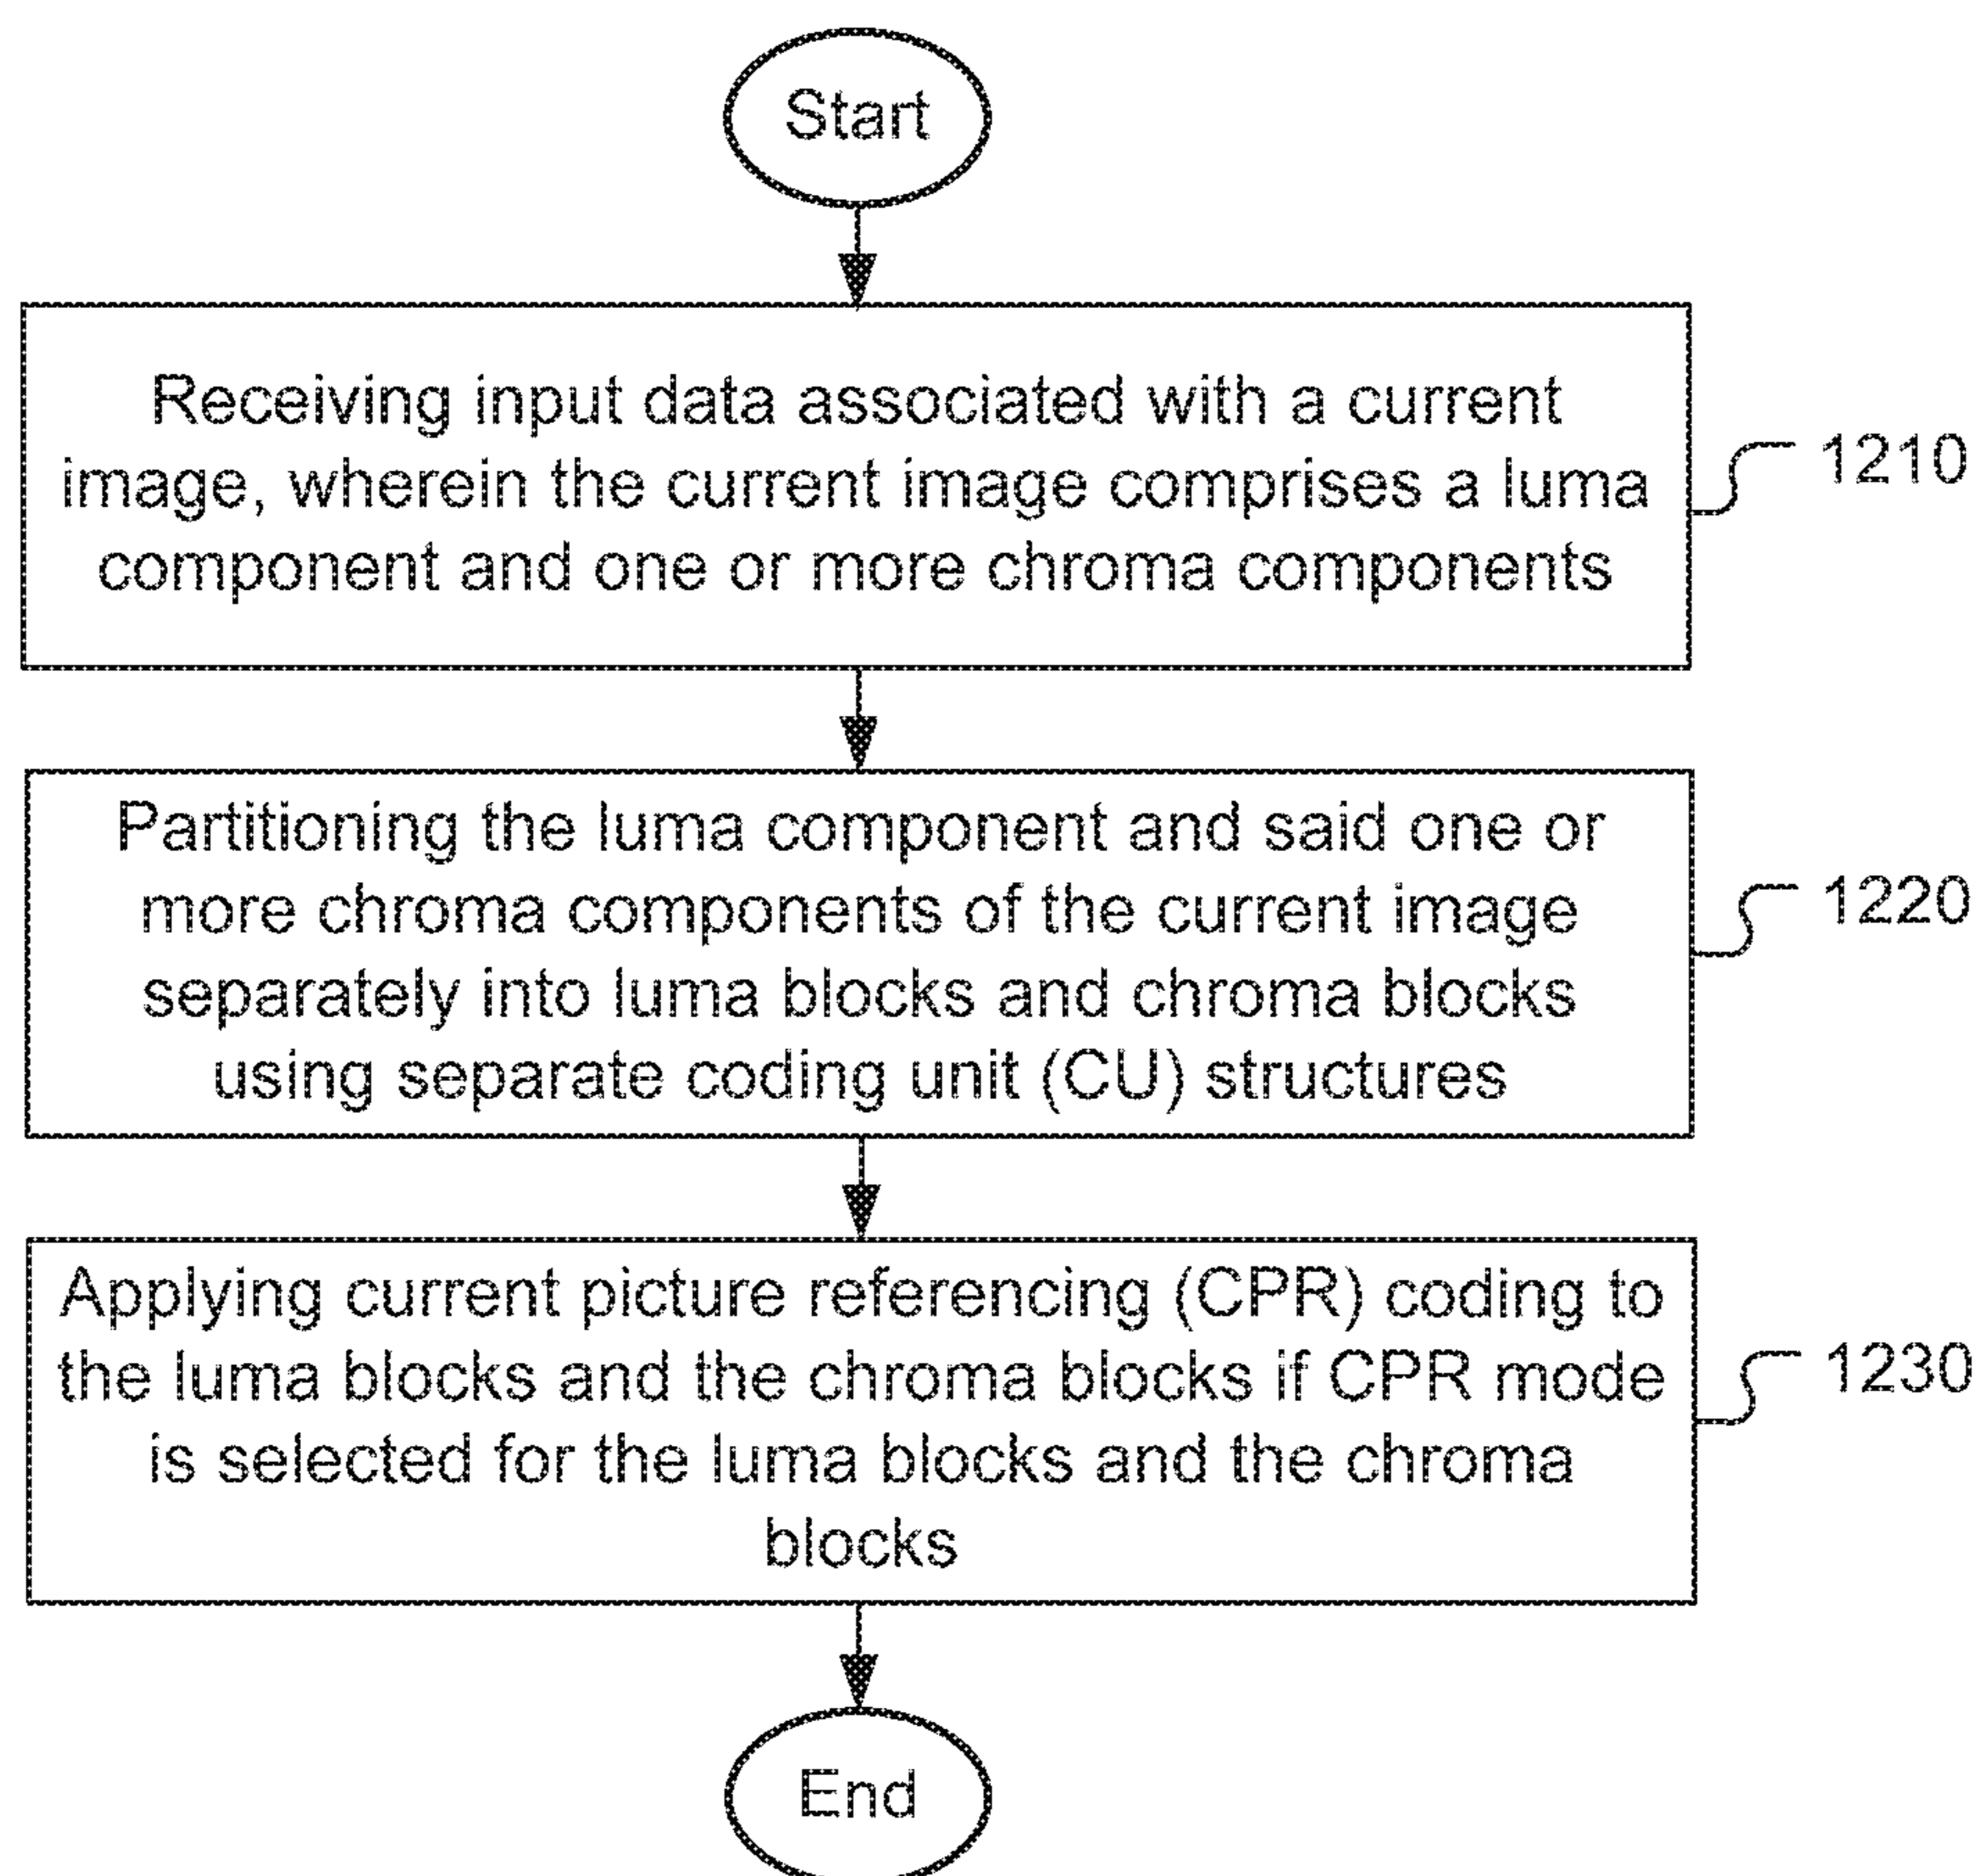 Start
Receiving input data associated with a current
image, wherein the current image comprises a luma
component and one or more chroma components
1210
Partitioning the luma component and said one or
more chroma components of the current image
separately into luma blocks and chroma blocks
using separate coding unit (CU) structures
1220
Applying current picture referencing (CPR) coding to
the luma blocks and the chroma blocks if CPR mode
is selected for the luma blocks and the chroma
blocks
1230
End